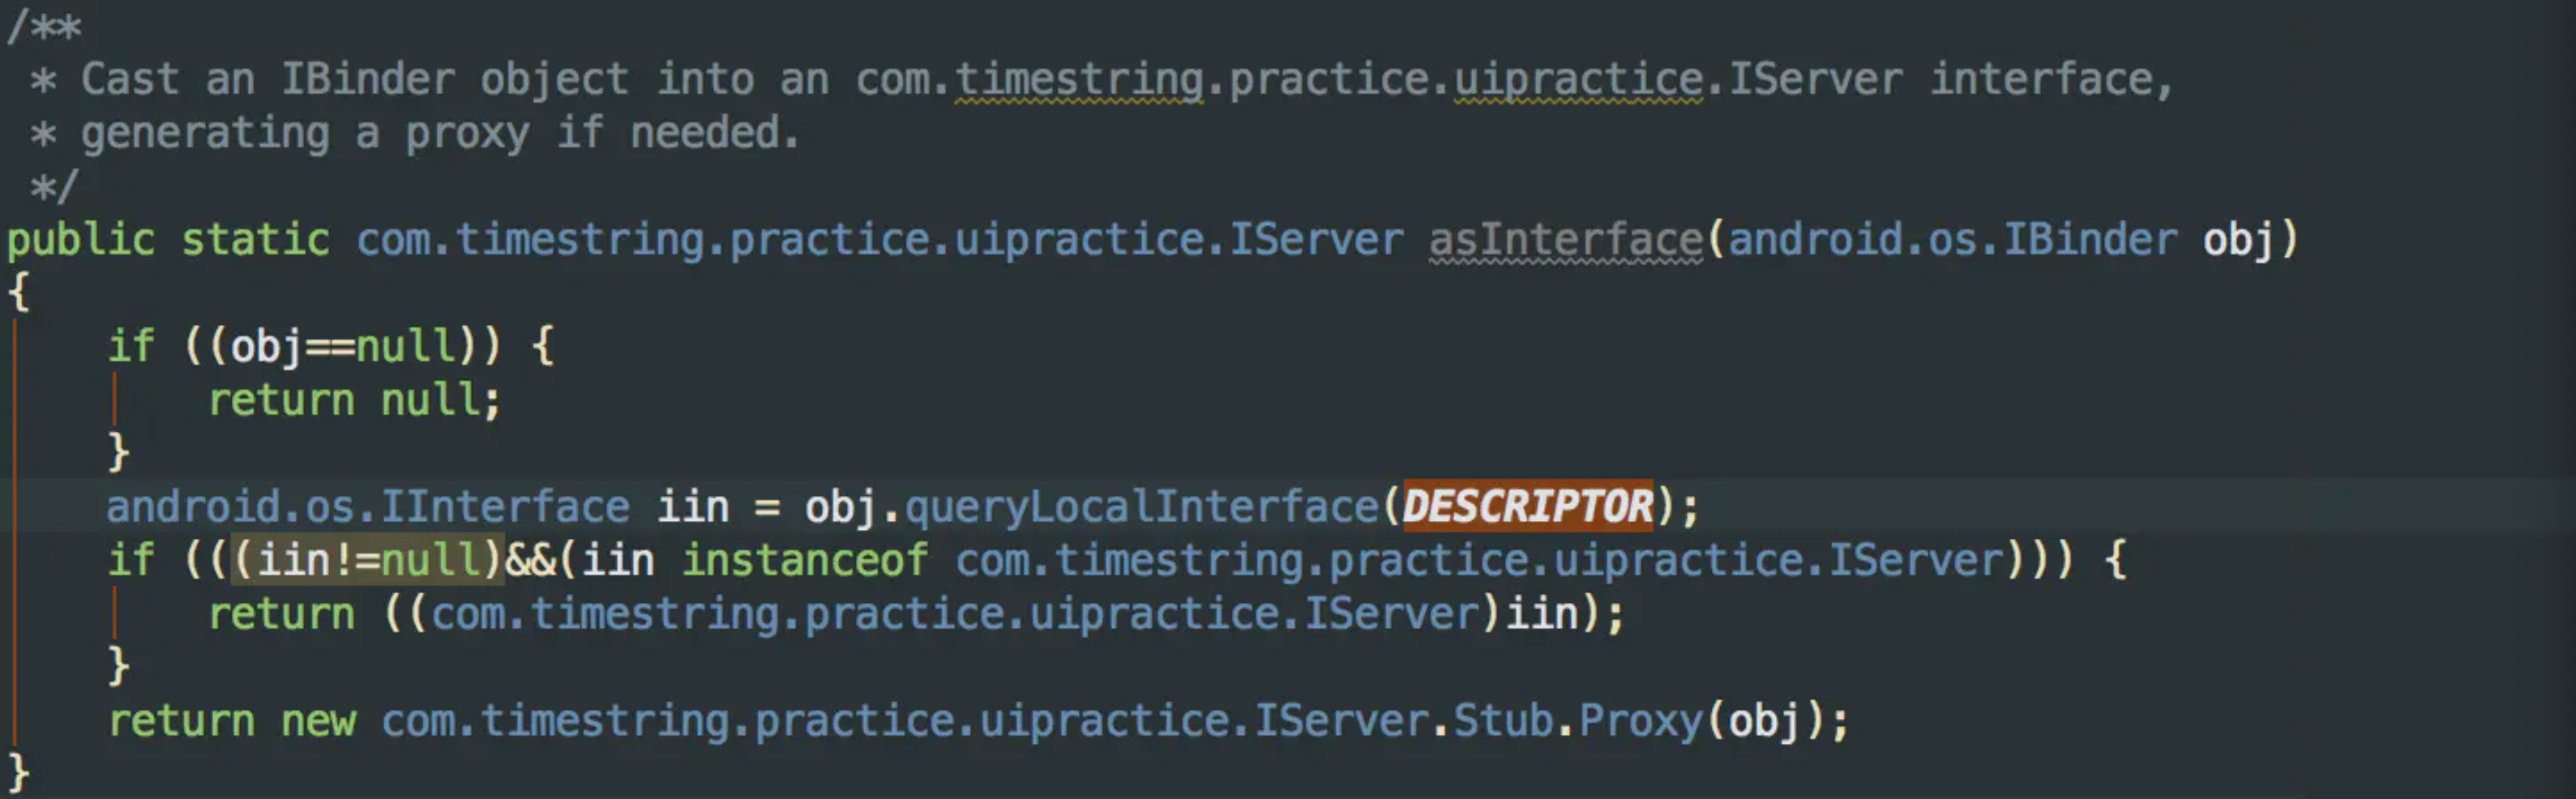 /**
 * Cast an IBinder object into an com.timestring.practice.uipractice.IServer interface,
 * generating a proxy if needed.
 */
public static com.timestring.practice.uipractice.IServer asInterface(android.os.IBinder obj)
{
    if ((obj==null)) {
        return null;
    }
    android.os.IInterface iin = obj.queryLocalInterface(DESCRIPTOR);
    if (((iin!=null)&&(iin instanceof com.timestring.practice.uipractice.IServer))) {
        return ((com.timestring.practice.uipractice.IServer)iin);
    }
    return new com.timestring.practice.uipractice.IServer.Stub.Proxy(obj);
}